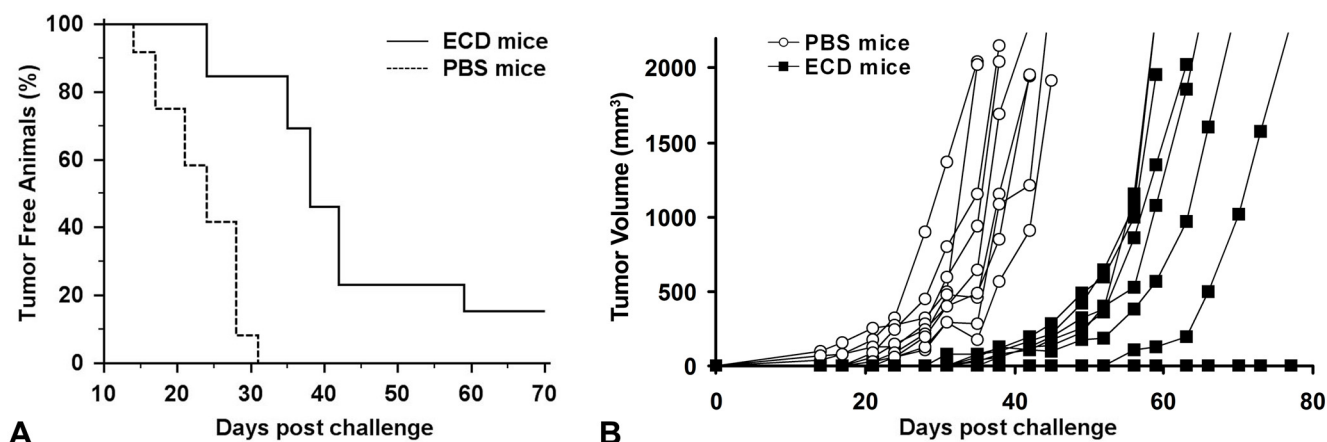 100
80
60
40
20
0
Tumor Free Animals (%)
ECD mice
PBS mice
10 20 30 40 50 60 70
Days post challenge
A
PBS mice
ECD mice
2000
1500
1000
500
0
Tumor Volume (mm³)
0 20 40 60 80
Days post challenge
B